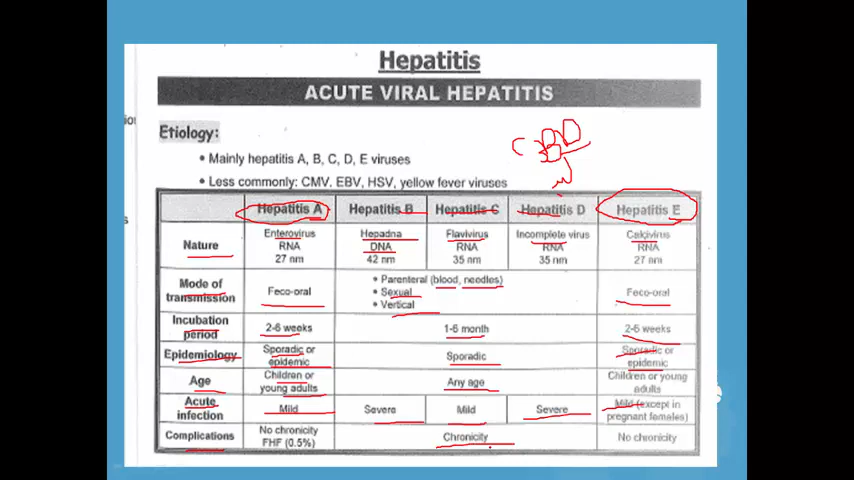 Hepatitis
ACUTE VIRAL HEPATITIS
Etiology:
• Mainly hepatitis A, B, C, D, E viruses
• Less commonly: CMV, EBV, HSV, yellow fever viruses
Hepatitis A Hepatitis B Hepatitis C Hepatitis D Hepatitis E
Nature
Enterovirus
RNA
27 nm
Hepadna
DNA
42 nm
Flavivirus
RNA
35 nm
Incomplete virus
RNA
35 nm
Calcivirus
RNA
27 nm
Mode of
transmission
Feco-oral
• Parenteral (blood, needles)
• Sexual
• Vertical
Feco-oral
Incubation
period
2-6 weeks
1-6 month
2-6 weeks
Epidemiology
Sporadic or
epidemic
Sporadic
Sporadic or
epidemic
Age
Children or
young adults
Any age
Children or young
adults
Acute
infection
Mild
Severe
Mild
Severe
Mild (except in
pregnant females)
Complications
No chronicity
FHF (0.5%)
Chronicity
No chronicity